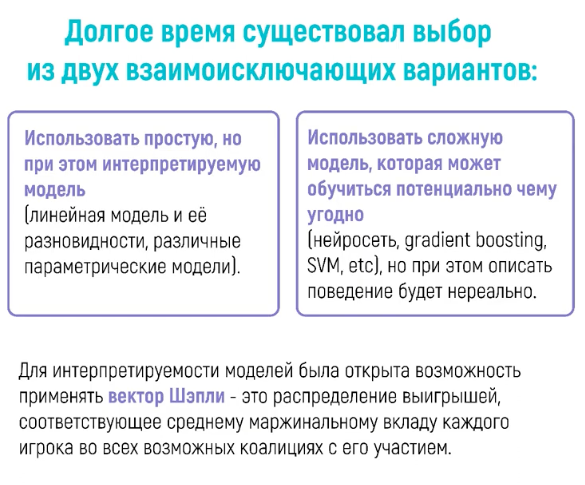 Долгое время существовал выбор
из двух взаимоисключающих вариантов:
Использовать простую, но
при этом интерпретируемую
модель
(линейная модель и её
разновидности, различные
параметрические модели).
Использовать сложную
модель, которая может
обучиться потенциально чему
угодно
(нейросеть, gradient boosting,
SVM, etc), но при этом описать
поведение будет нереально.
Для интерпретируемости моделей была открыта возможность
применять вектор Шэпли - это распределение выигрышей,
соответствующее среднему маржинальному вкладу каждого
игрока во всех возможных коалициях с его участием.